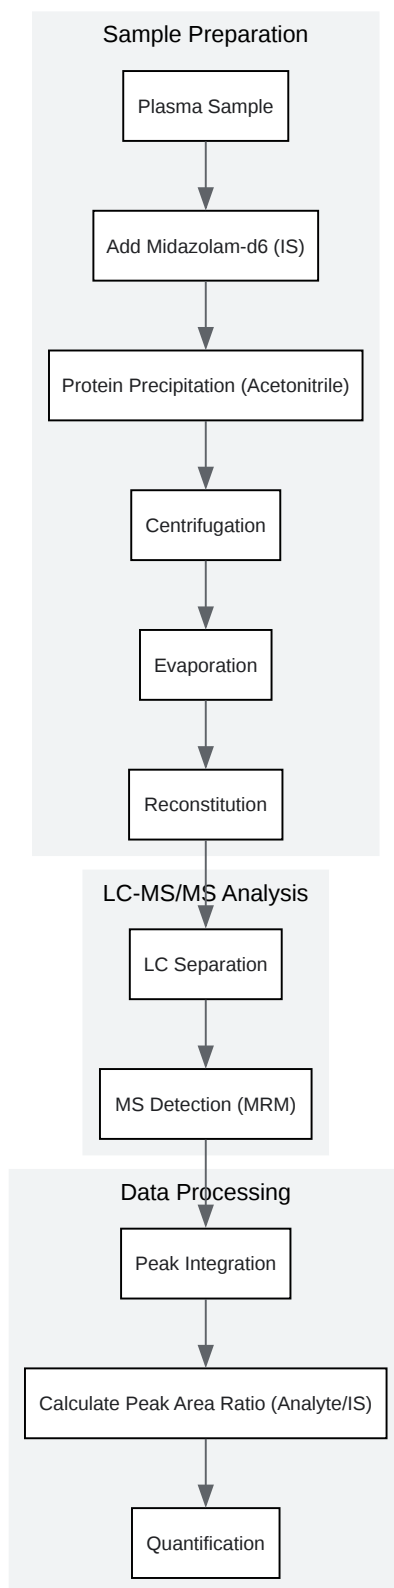 Sample Preparation
Plasma Sample
Add Midazolam-d6 (IS)
Protein Precipitation (Acetonitrile)
Centrifugation
Evaporation
Reconstitution
LC-MS/MS Analysis
LC Separation
MS Detection (MRM)
Data Processing
Peak Integration
Calculate Peak Area Ratio (Analyte/IS)
Quantification